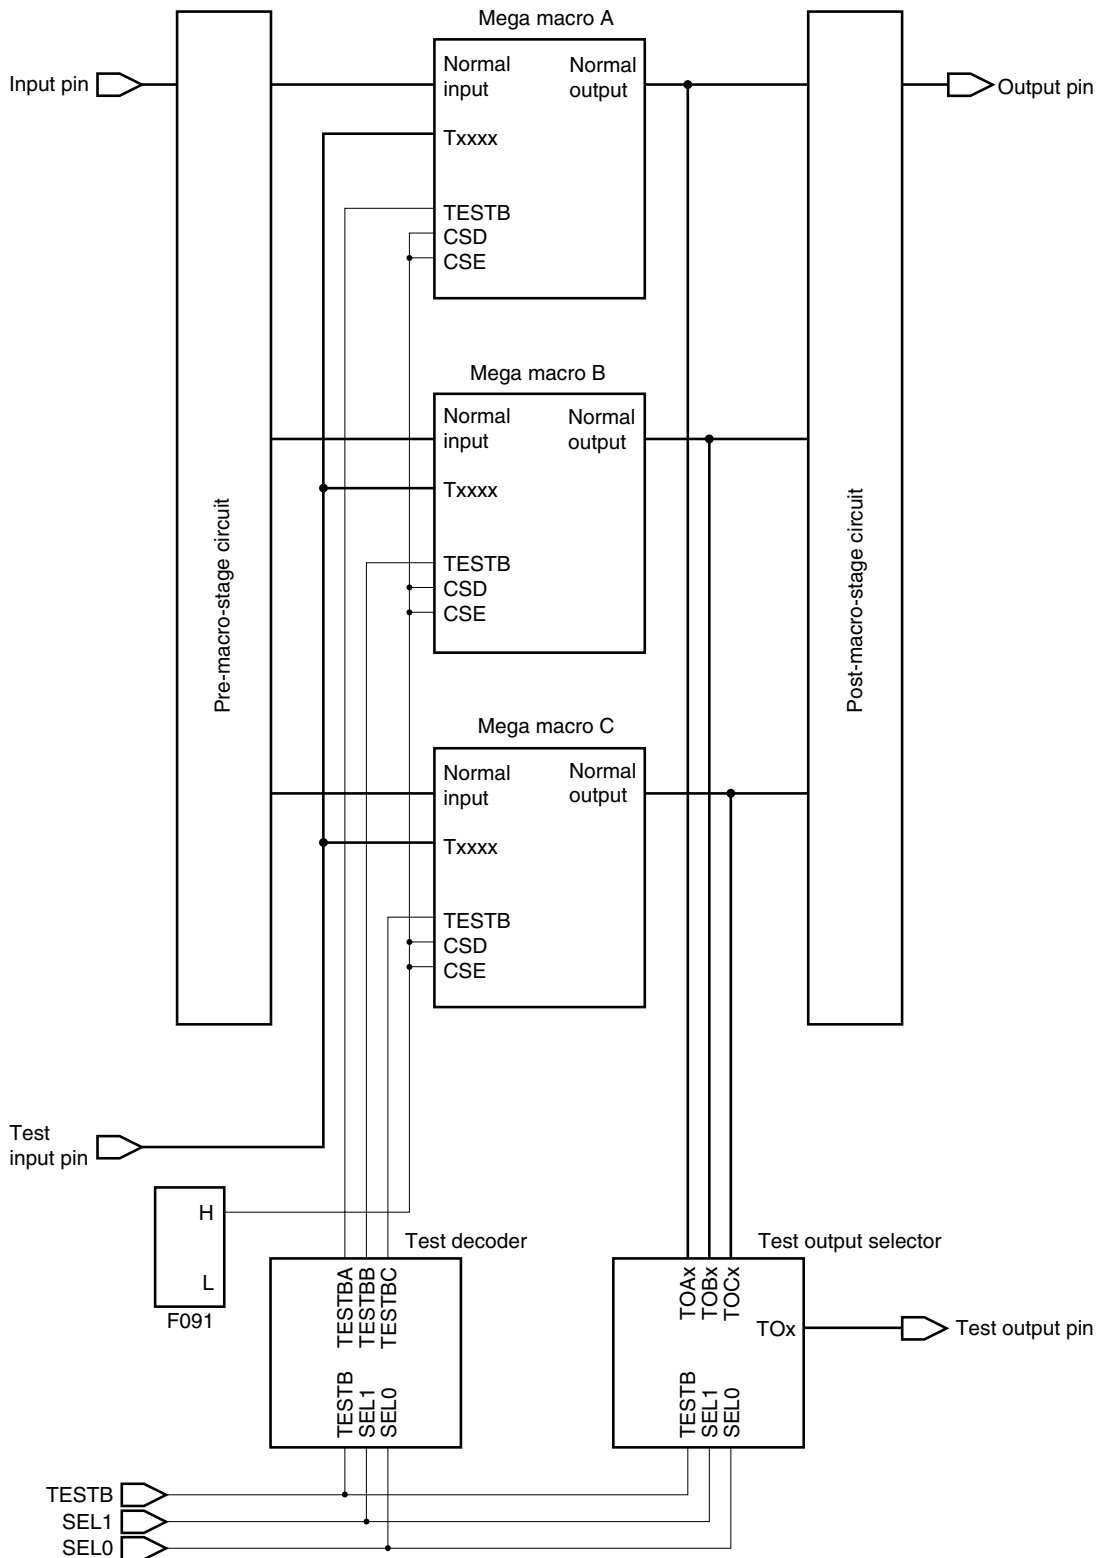 Mega macro A
Input pin
Normal input
Normal output
Output pin
Txxxx
TESTB
CSD
CSE
Mega macro B
Normal input
Normal output
Txxxx
TESTB
CSD
CSE
Pre-macro-stage circuit
Post-macro-stage circuit
Mega macro C
Normal input
Normal output
Txxxx
TESTB
CSD
CSE
Test input pin
H
L
F091
Test decoder
TESTBA
TESTBB
TESTBC
TESTB
SEL1
SEL0
Test output selector
TOAx
TOBx
TOCx
TOx
Test output pin
TESTB
SEL1
SEL0
TESTB
SEL1
SEL0